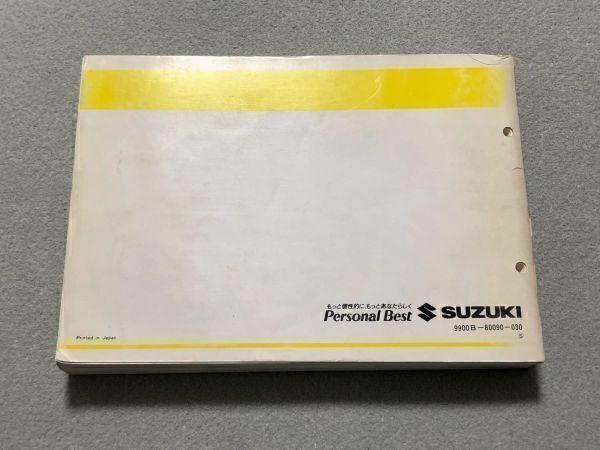 もっと個性的に、もっとあなたらしく
Personal Best SUZUKI
9900B-80090-030
Printed in Japan